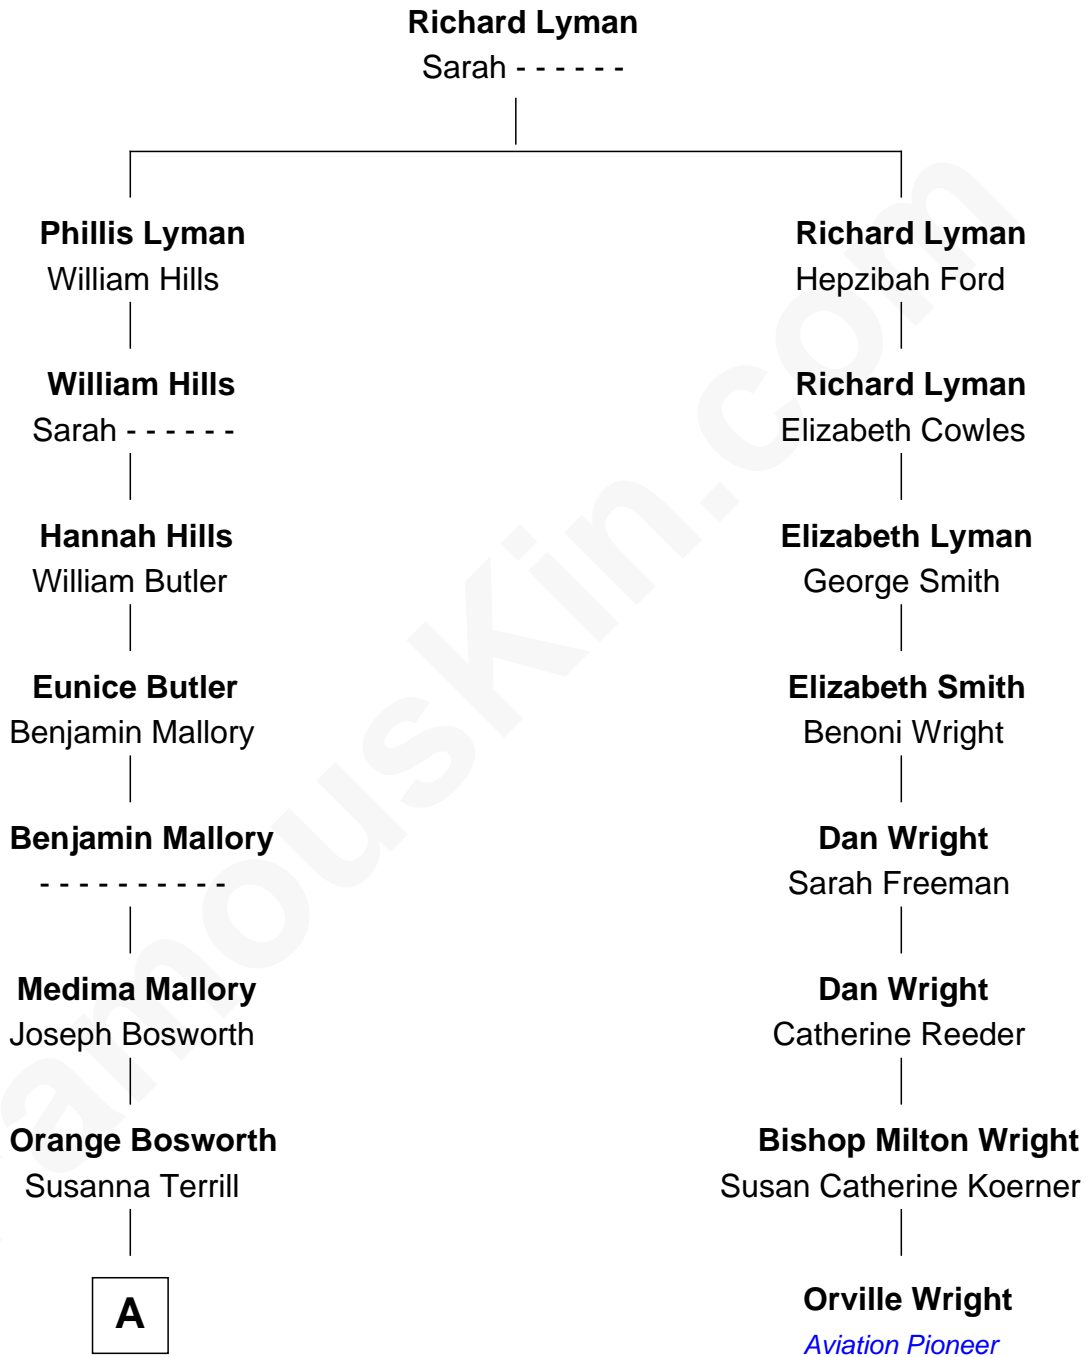 Richard Lyman
Sarah - - - - - -
Phillis Lyman
William Hills
Richard Lyman
Hepzibah Ford
William Hills
Sarah - - - - - -
Richard Lyman
Elizabeth Cowles
Hannah Hills
William Butler
Elizabeth Lyman
George Smith
Eunice Butler
Benjamin Mallory
Elizabeth Smith
Benoni Wright
Benjamin Mallory
- - - - - - - - - -
Dan Wright
Sarah Freeman
Medima Mallory
Joseph Bosworth
Dan Wright
Catherine Reeder
Orange Bosworth
Susanna Terrill
Bishop Milton Wright
Susan Catherine Koerner
A
Orville Wright
Aviation Pioneer
amouskin.com